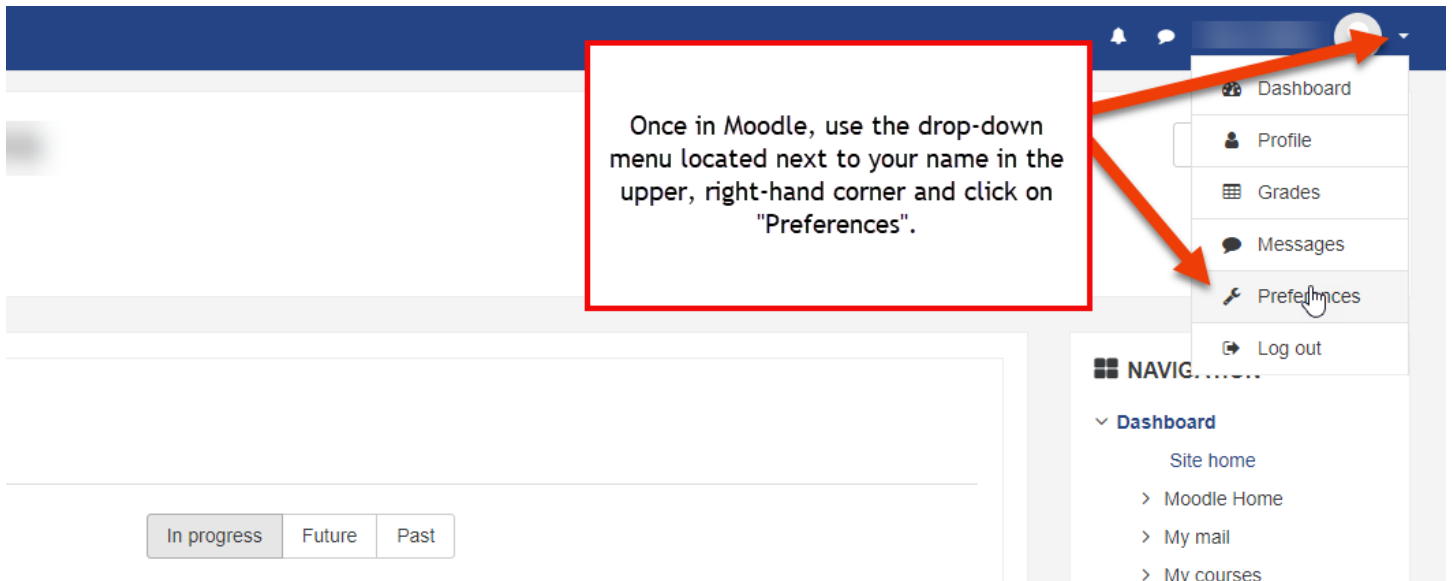 Once in Moodle, use the drop-down
menu located next to your name in the
upper, right-hand corner and click on
"Preferences".
Dashboard
Profile
Grades
Messages
Preferences
Log out
Dashboard
Site home
Moodle Home
My mail
My courses
In progress
Future
Past